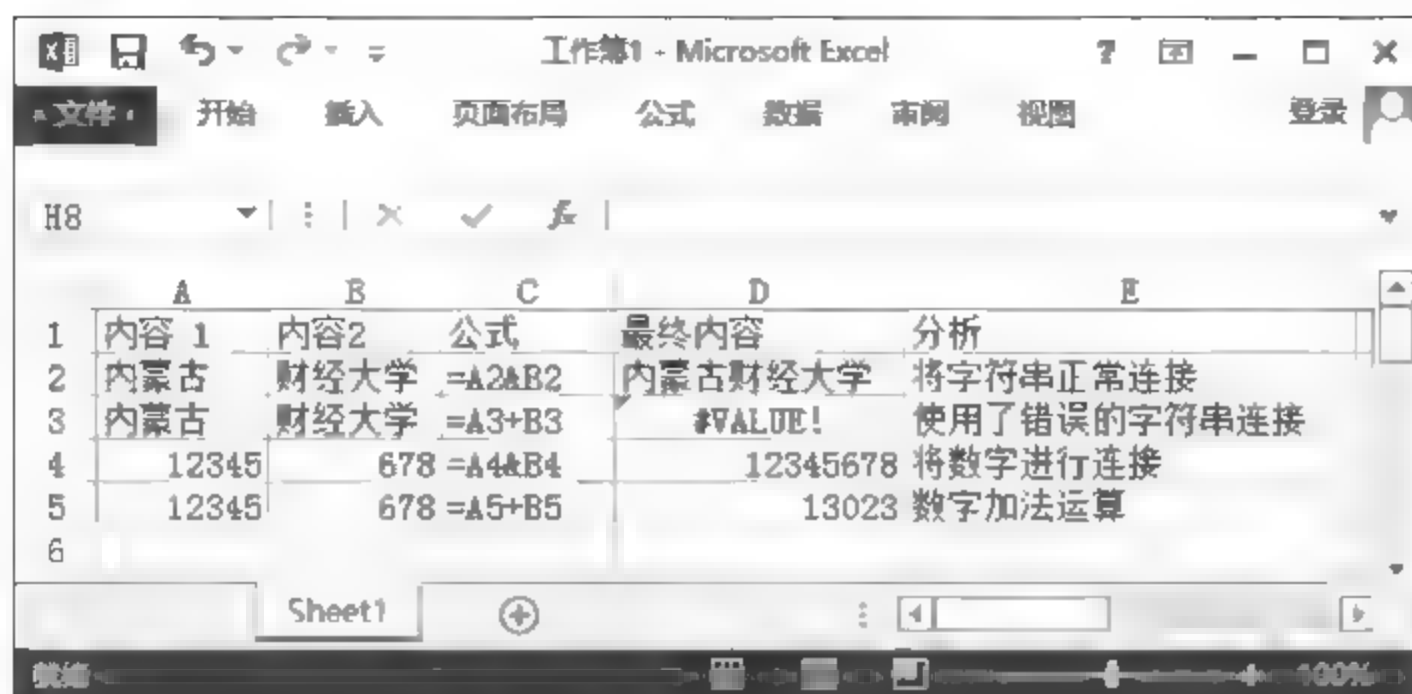 工作簿1 - Microsoft Excel
文件 开始 插入 页面布局 公式 数据 审阅 视图 登录
H8 fx
A B C D E
1 内容 1 内容2 公式 最终内容 分析
2 内蒙古 财经大学 =A2&B2 内蒙古财经大学 将字符串正常连接
3 内蒙古 财经大学 =A3+B3 #VALUE! 使用了错误的字符串连接
4 12345 678 =A4&B4 12345678 将数字进行连接
5 12345 678 =A5+B5 13023 数字加法运算
6
Sheet1
就绪 100%